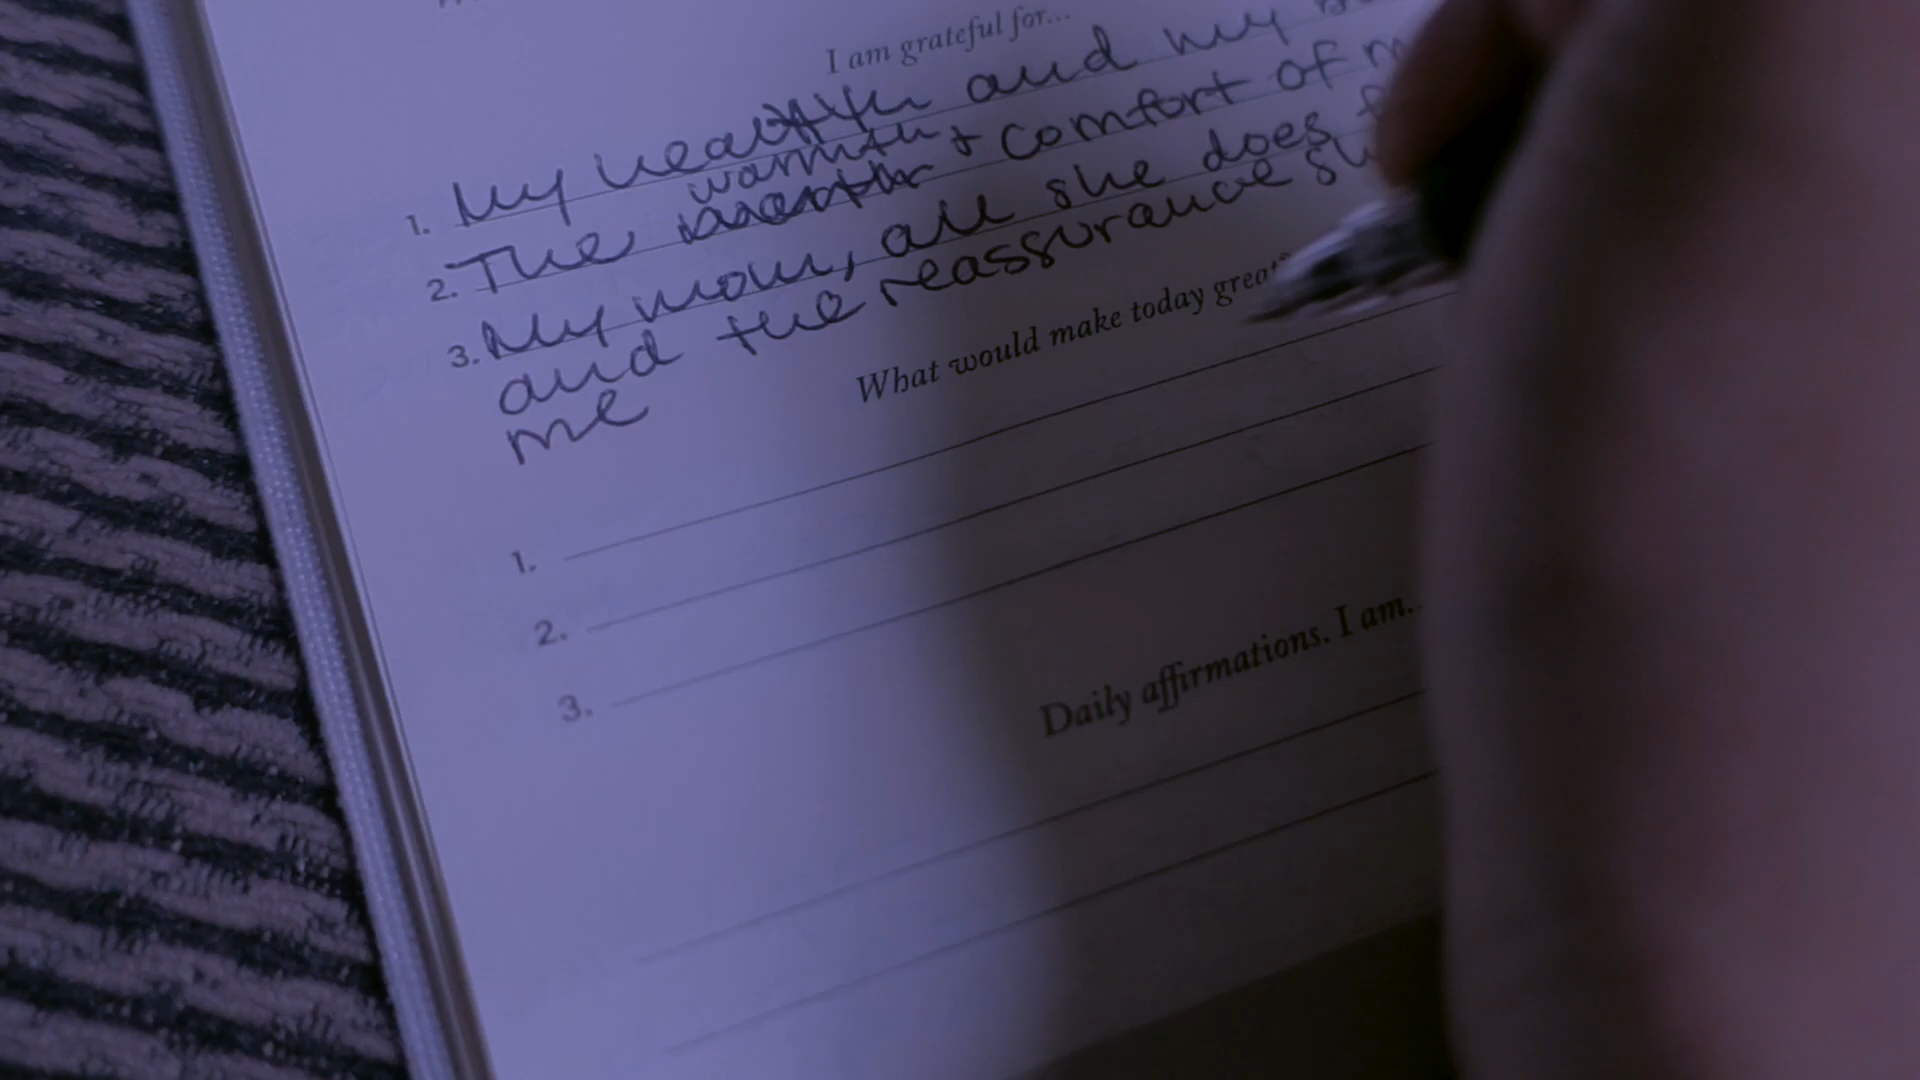 I am grateful for...
1. My health and my
2. The warmth + comfort of
3. My mom, all she does
and the reassurance
me
What would make today great?
1.
2.
3.
Daily affirmations. I am..